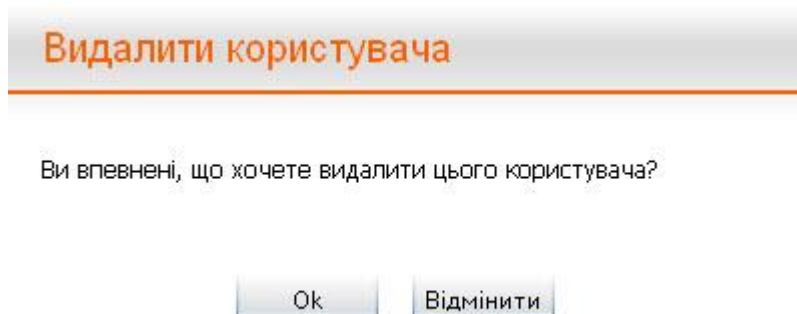 Видалити користувача
Ви впевнені, що хочете видалити цього користувача?
Ok Відмінити